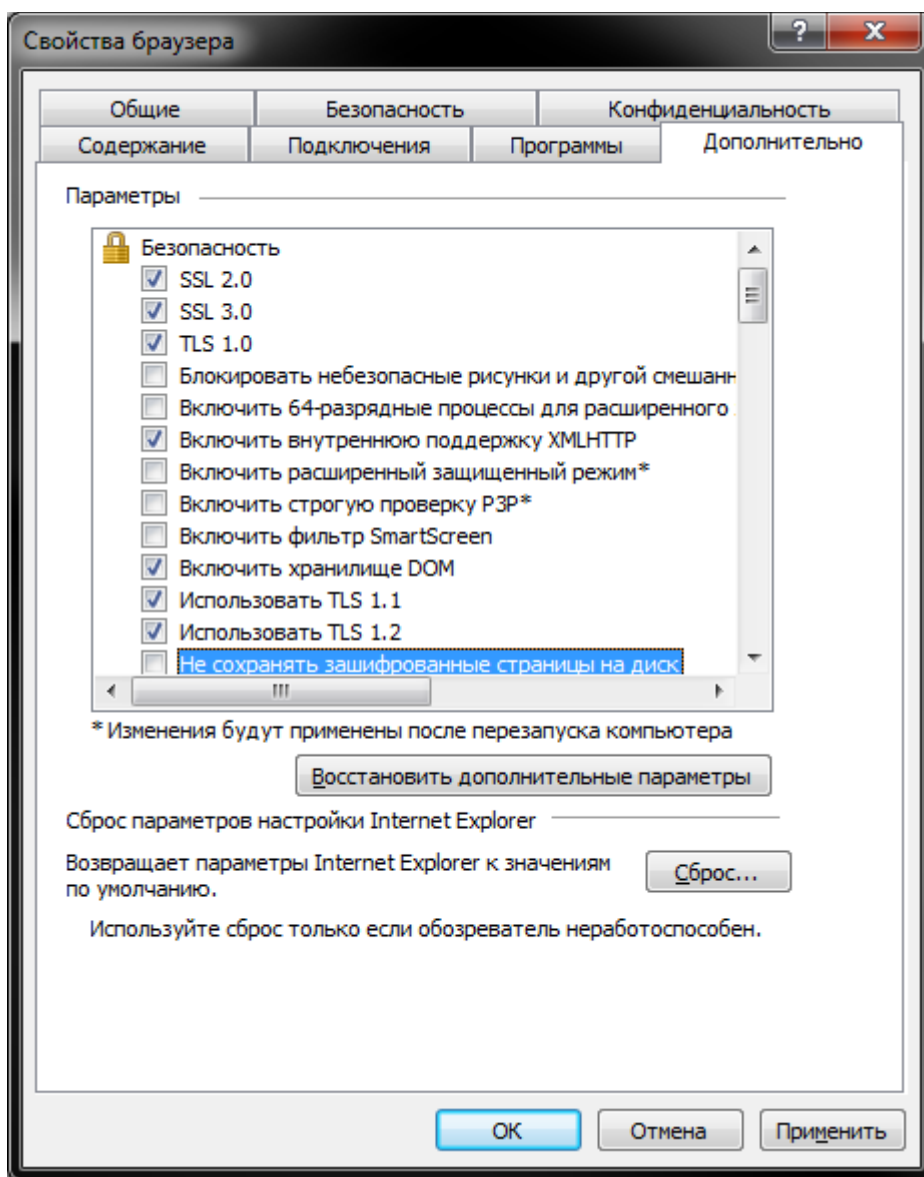 Свойства браузера
Общие Безопасность Конфиденциальность
Содержание Подключения Программы Дополнительно
Параметры
Безопасность
SSL 2.0
SSL 3.0
TLS 1.0
Блокировать небезопасные рисунки и другой смешанн
Включить 64-разрядные процессы для расширенного
Включить внутреннюю поддержку XMLHTTP
Включить расширенный защищенный режим*
Включить строгую проверку P3P*
Включить фильтр SmartScreen
Включить хранилище DOM
Использовать TLS 1.1
Использовать TLS 1.2
Не сохранять зашифрованные страницы на диск
*Изменения будут применены после перезапуска компьютера
Восстановить дополнительные параметры
Сброс параметров настройки Internet Explorer
Возвращает параметры Internet Explorer к значениям
по умолчанию.
Сброс...
Используйте сброс только если обозреватель неработоспособен.
ОК Отмена Применить